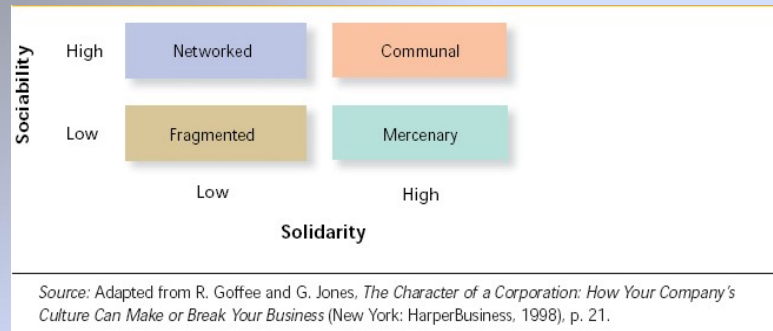 Sociability
High
Networked
Communal
Low
Fragmented
Mercenary
Low
High
Solidarity
Source: Adapted from R. Goffee and G. Jones, The Character of a Corporation: How Your Company's
Culture Can Make or Break Your Business (New York: HarperBusiness, 1998), p. 21.